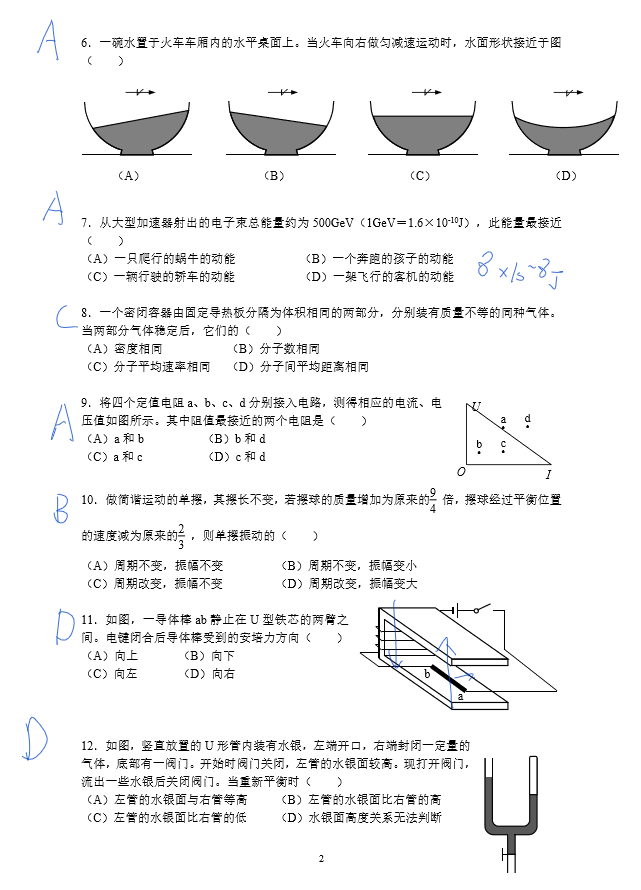 A
6．一碗水置于火车车厢内的水平桌面上。当火车向右做匀减速运动时，水面形状接近于图
（　　）
v v v v
（A） （B） （C） （D）
A
7．从大型加速器射出的电子束总能量约为 500GeV（1GeV＝1.6×10⁻¹⁰J），此能量最接近
（　　）
（A）一只爬行的蜗牛的动能 （B）一个奔跑的孩子的动能
（C）一辆行驶的轿车的动能 （D）一架飞行的客机的动能
C
8．一个密闭容器由固定导热板分隔为体积相同的两部分，分别装有质量不等的同种气体。
当两部分气体稳定后，它们的（　　）
（A）密度相同 （B）分子数相同
（C）分子平均速率相同 （D）分子间平均距离相同
A
9．将四个定值电阻 a、b、c、d 分别接入电路，测得相应的电流、电
压值如图所示。其中阻值最接近的两个电阻是（　　）
（A）a 和 b （B）b 和 d
（C）a 和 c （D）c 和 d
U
a d
b c
O I
B
10．做简谐运动的单摆，其摆长不变，若摆球的质量增加为原来的 9/4 倍，摆球经过平衡位置
的速度减为原来的 2/3 ，则单摆振动的（　　）
（A）周期不变，振幅不变 （B）周期不变，振幅变小
（C）周期改变，振幅不变 （D）周期改变，振幅变大
D
11．如图，一导体棒 ab 静止在 U 型铁芯的两臂之
间。电键闭合后导体棒受到的安培力方向（　　）
（A）向上 （B）向下
（C）向左 （D）向右
b
a
D
12．如图，竖直放置的 U 形管内装有水银，左端开口，右端封闭一定量的
气体，底部有一阀门。开始时阀门关闭，左管的水银面较高。现打开阀门，
流出一些水银后关闭阀门。当重新平衡时（　　）
（A）左管的水银面与右管等高 （B）左管的水银面比右管的高
（C）左管的水银面比右管的低 （D）水银面高度关系无法判断
2